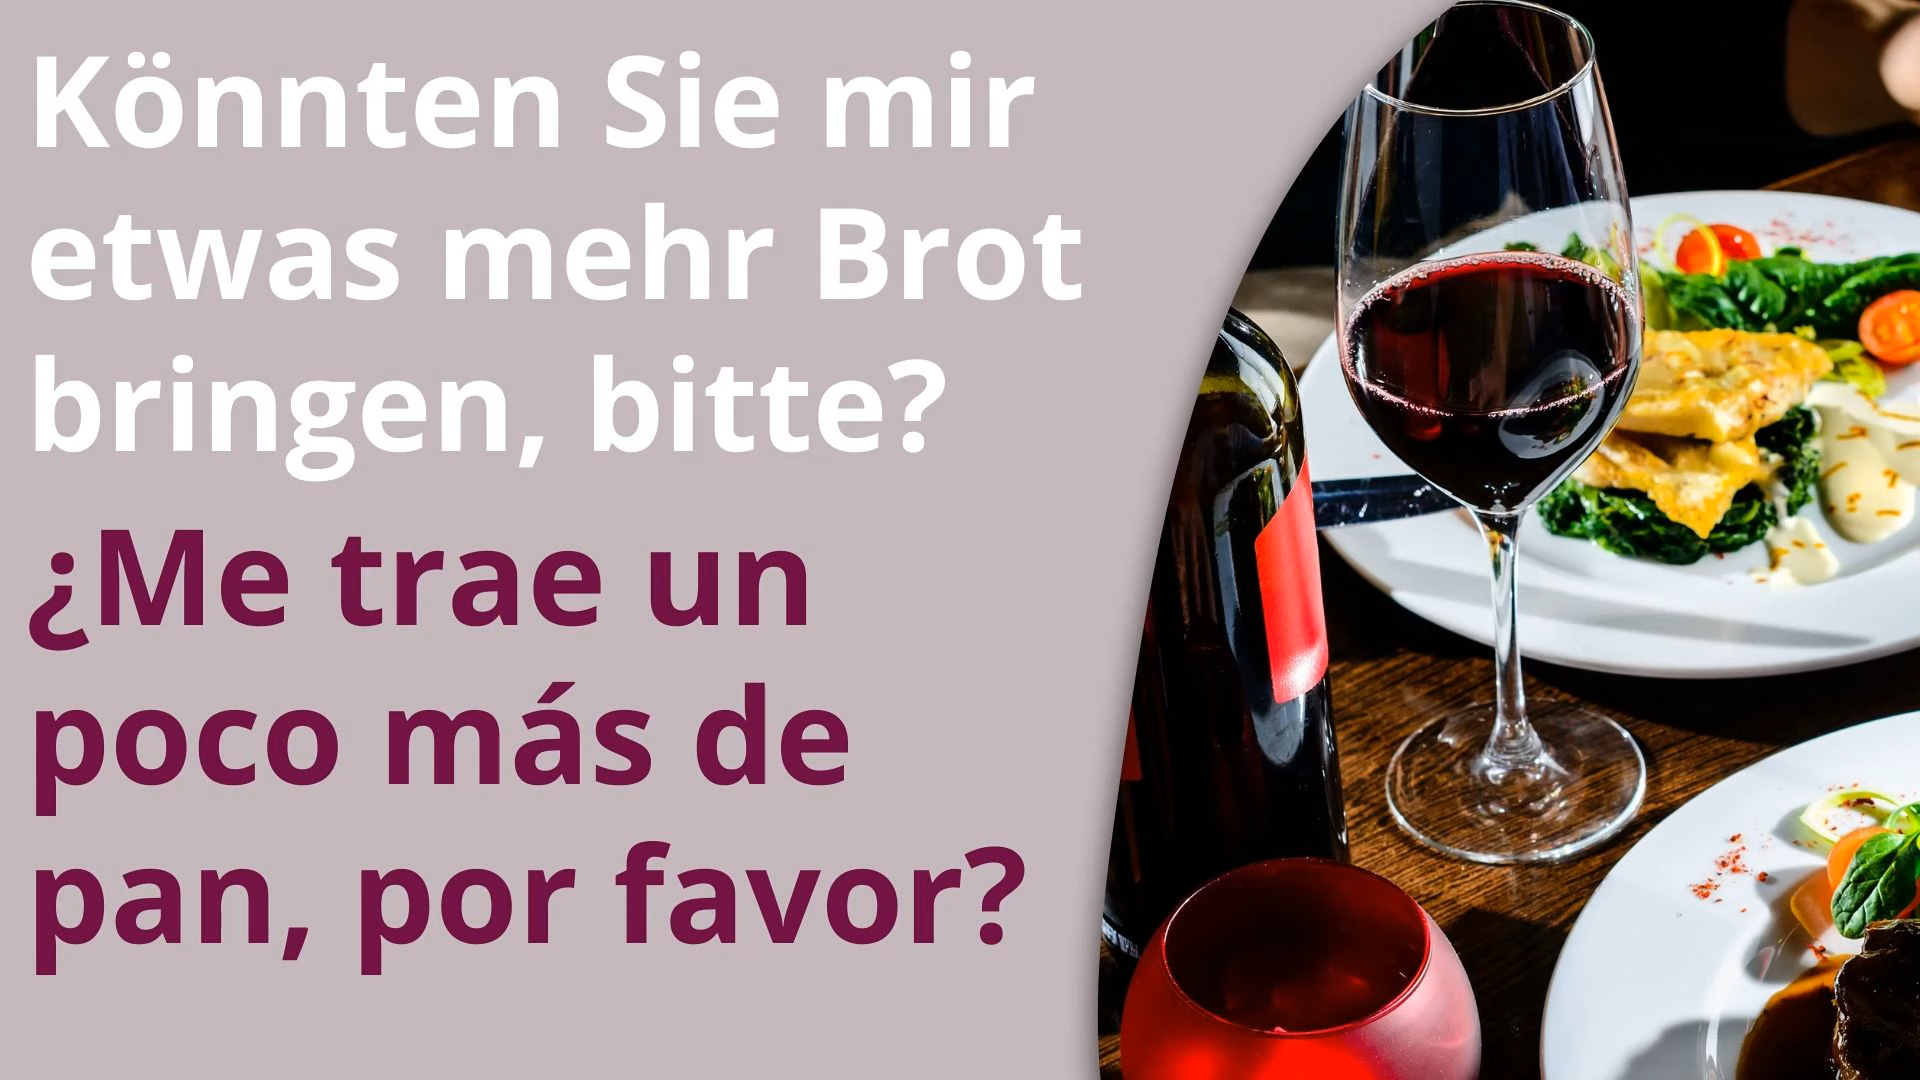 Könnten Sie mir
etwas mehr Brot
bringen, bitte?
¿Me trae un
poco más de
pan, por favor?